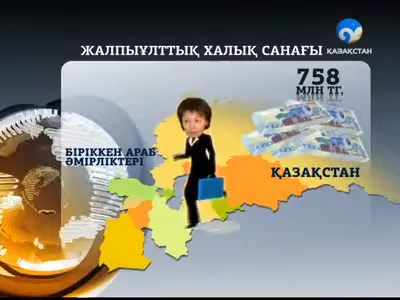 ЖАЛПЫҰЛТТЫҚ ХАЛЫҚ САНАҒЫ
ҚАЗАҚСТАН
758
МЛН ТГ.
БІРІККЕН АРАБ
ӘМІРЛІКТЕРІ
ҚАЗАҚСТАН